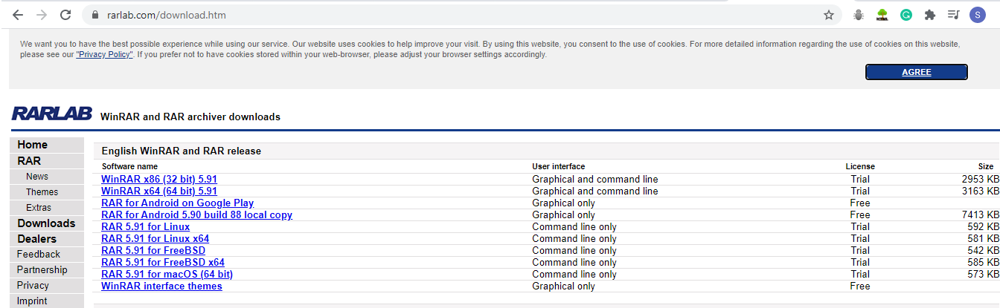 rarlab.com/download.htm
HTML
S
We want you to have the best possible experience while using our service. Our website uses cookies to help improve your visit. By using this website, you consent to the use of cookies. For more detailed information regarding the use of cookies on this website,
please see our "Privacy Policy". If you prefer not to have cookies stored within your web-browser, please adjust your browser settings accordingly.
AGREE
RARLAB WinRAR and RAR archiver downloads
Home
RAR
News
Themes
Extras
Downloads
Dealers
Feedback
Partnership
Privacy
Imprint
English WinRAR and RAR release
Software name User interface License Size
WinRAR x86 (32 bit) 5.91 Graphical and command line Trial 2953 KB
WinRAR x64 (64 bit) 5.91 Graphical and command line Trial 3163 KB
RAR for Android on Google Play Graphical only Free
RAR for Android 5.90 build 88 local copy Graphical only Free 7413 KB
RAR 5.91 for Linux Command line only Trial 592 KB
RAR 5.91 for Linux x64 Command line only Trial 581 KB
RAR 5.91 for FreeBSD Command line only Trial 542 KB
RAR 5.91 for FreeBSD x64 Command line only Trial 585 KB
RAR 5.91 for macOS (64 bit) Command line only Trial 573 KB
WinRAR interface themes Graphical only Free